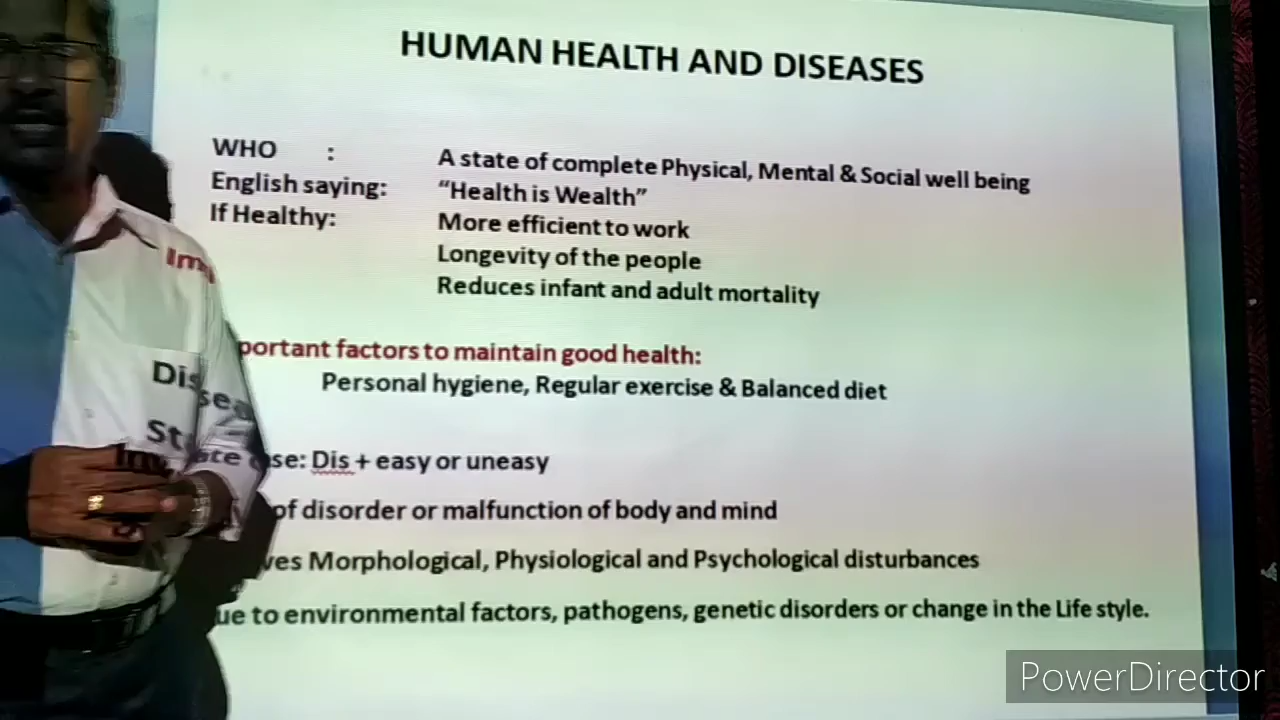 HUMAN HEALTH AND DISEASES
WHO : A state of complete Physical, Mental & Social well being
English saying: “Health is Wealth”
If Healthy: More efficient to work
Longevity of the people
Reduces infant and adult mortality
Important factors to maintain good health:
Personal hygiene, Regular exercise & Balanced diet
Disease: Dis + easy or uneasy
State of disorder or malfunction of body and mind
Morphological, Physiological and Psychological disturbances
to environmental factors, pathogens, genetic disorders or change in the Life style.
PowerDirector